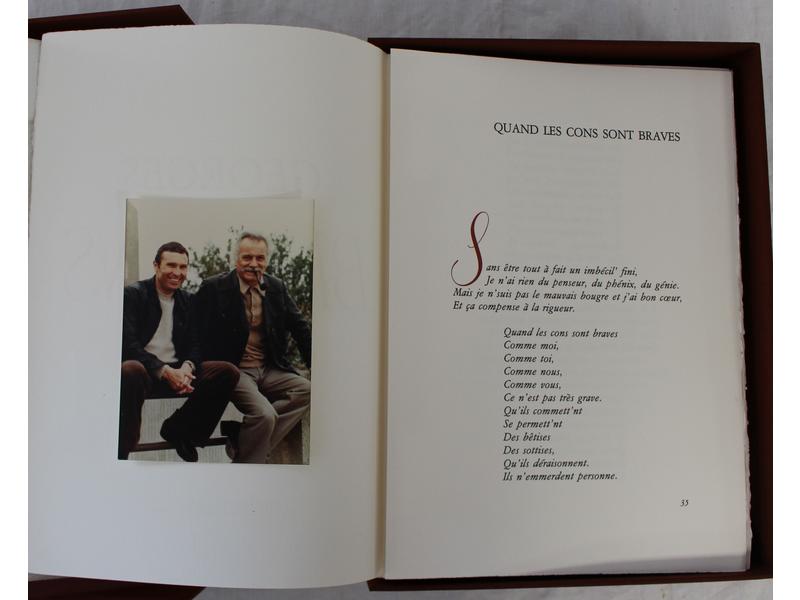 GEORGES
QUAND LES CONS SONT BRAVES
Sans être tout à fait un imbécil' fini,
Je n'ai rien du penseur, du phénix, du génie.
Mais je n'suis pas le mauvais bougre et j'ai bon cœur,
Et ça compense à la rigueur.
Quand les cons sont braves
Comme moi,
Comme toi,
Comme nous,
Comme vous,
Ce n'est pas très grave.
Qu'ils commett'nt
Se permett'nt
Des bêtises
Des sottises,
Qu'ils déraisonnent.
Ils n'emmerdent personne.
35